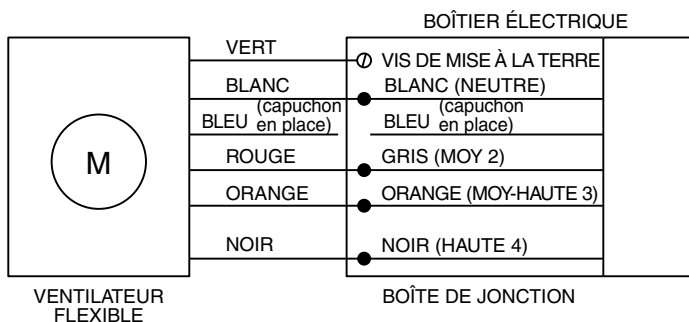 BOÎTIER ÉLECTRIQUE
VERT
VIS DE MISE À LA TERRE
BLANC
BLANC (NEUTRE)
BLEU (capuchon en place)
BLEU (capuchon en place)
M
ROUGE
GRIS (MOY 2)
ORANGE
ORANGE (MOY-HAUTE 3)
NOIR
NOIR (HAUTE 4)
VENTILATEUR
FLEXIBLE
BOÎTE DE JONCTION